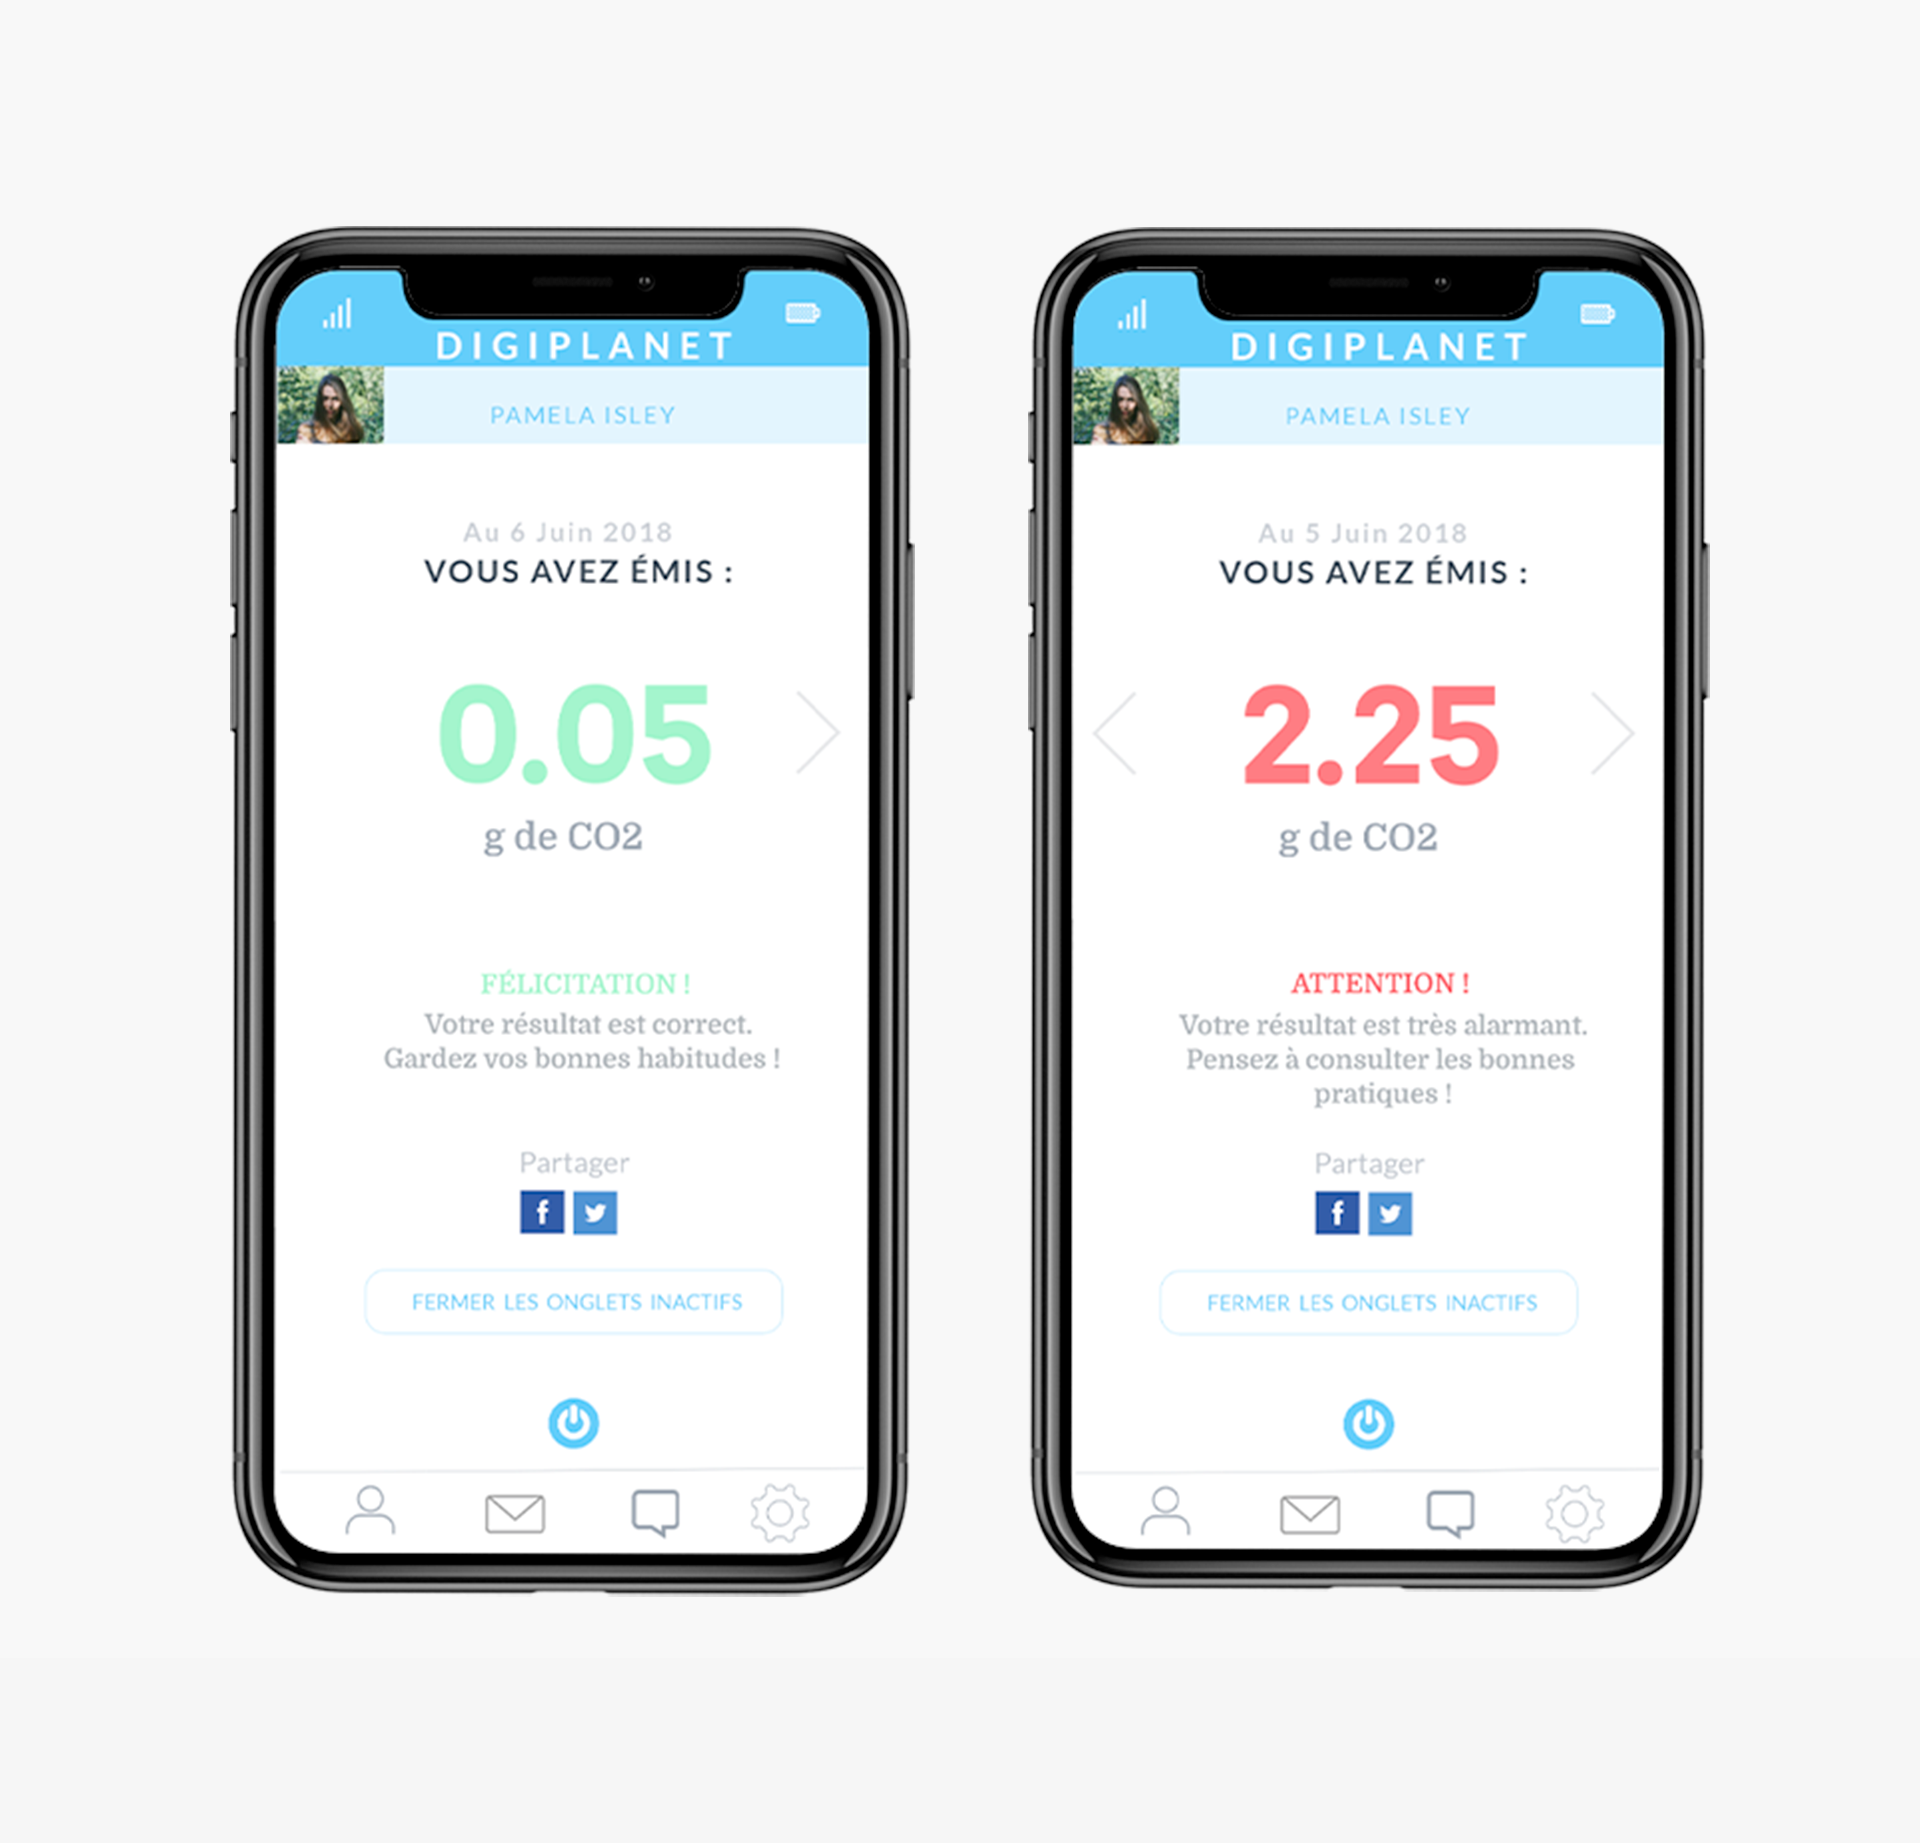 DIGIPLANET
PAMELA ISLEY
Au 6 Juin 2018
VOUS AVEZ ÉMIS :
0.05
g de CO2
FÉLICITATION !
Votre résultat est correct.
Gardez vos bonnes habitudes !
Partager
FERMER LES ONGLETS INACTIFS
DIGIPLANET
PAMELA ISLEY
Au 5 Juin 2018
VOUS AVEZ ÉMIS :
2.25
g de CO2
ATTENTION !
Votre résultat est très alarmant.
Pensez à consulter les bonnes
pratiques !
Partager
FERMER LES ONGLETS INACTIFS